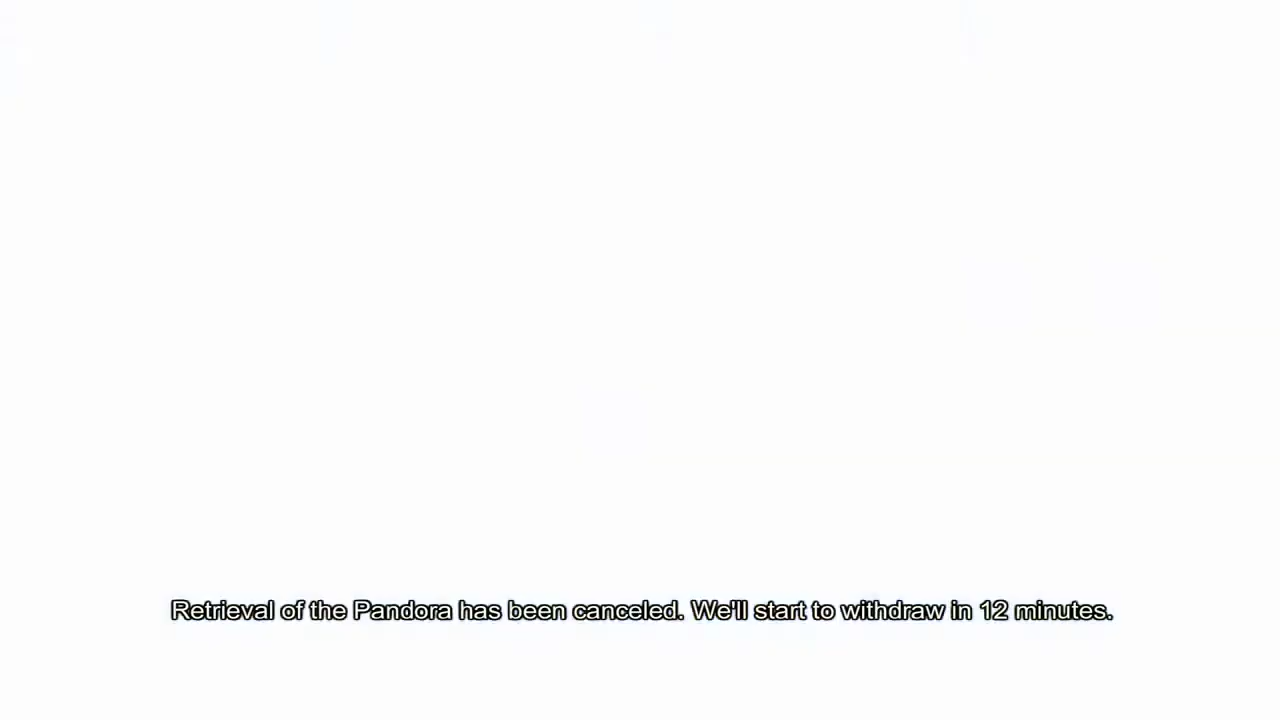 Retrieval of the Pandora has been canceled. We'll start to withdraw in 12 minutes.